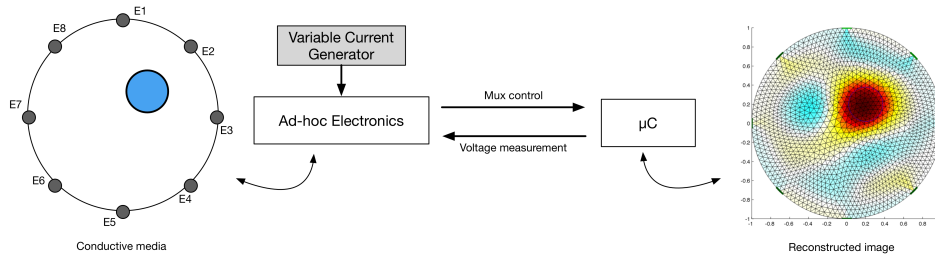 E1
E2
E3
E4
E5
E6
E7
E8
Conductive media
Variable Current
Generator
Ad-hoc Electronics
Mux control
Voltage measurement
µC
1
0.8
0.6
0.4
0.2
0
-0.2
-0.4
-0.6
-0.8
-1
-1 -0.8 -0.6 -0.4 -0.2 0 0.2 0.4 0.6 0.8
Reconstructed image